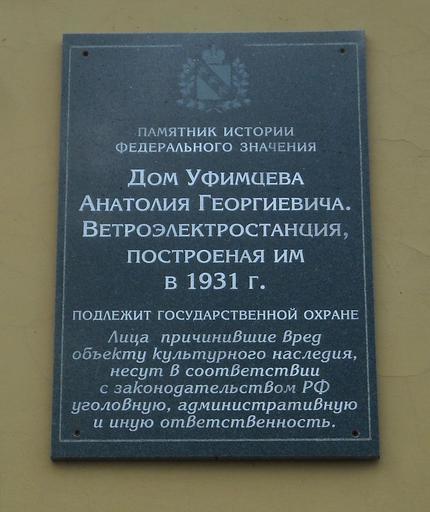 ПАМЯТНИК ИСТОРИИ
ФЕДЕРАЛЬНОГО ЗНАЧЕНИЯ
ДОМ УФИМЦЕВА
АНАТОЛИЯ ГЕОРГИЕВИЧА.
ВЕТРОЭЛЕКТРОСТАНЦИЯ,
ПОСТРОЕНАЯ ИМ
В 1931 Г.
ПОДЛЕЖИТ ГОСУДАРСТВЕННОЙ ОХРАНЕ
Лица причинившие вред
объекту культурного наследия,
несут в соответствии
с законодательством РФ
уголовную, административную
и иную ответственность.